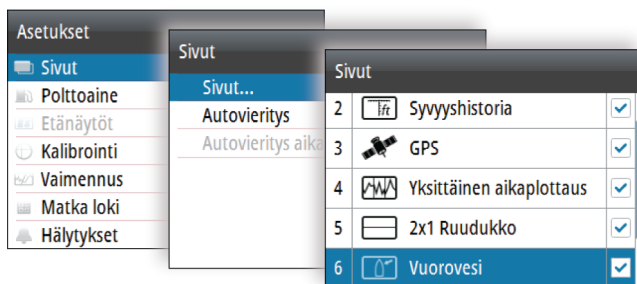 Asetukset
Sivut
Polttoaine
Etänäytöt
Kalibrointi
Vaimennus
Matka loki
Hälytykset
Sivut
Sivut...
Autovieritys
Autovieritys aika
Sivut
2 ft Syvyyshistoria
3 GPS
4 Yksittäinen aikaplottaus
5 2x1 Ruudukko
6 Vuorovesi